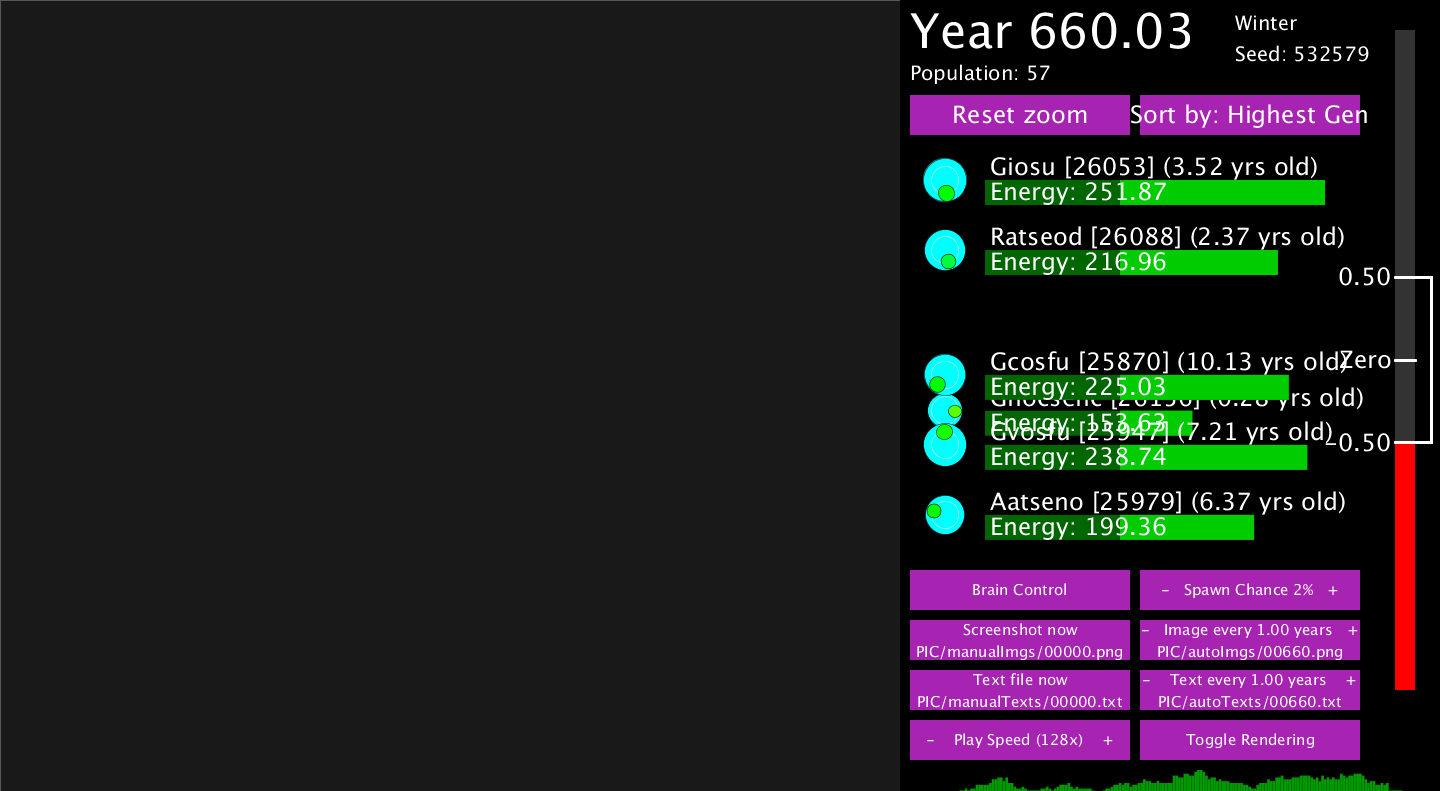 Year 660.03
Winter
Seed: 532579
Population: 57
Reset zoom
Sort by: Highest Gen
Giosu [26053] (3.52 yrs old)
Energy: 251.87
Ratseod [26088] (2.37 yrs old)
Energy: 216.96
0.50
Gcosfu [25870] (10.13 yrs old)
Zero
Energy: 225.03
yrs old)
Energy: 153.63
Gvosfu [25947] (7.21 yrs old)
-0.50
Energy: 238.74
Aatseno [25979] (6.37 yrs old)
Energy: 199.36
Brain Control
- Spawn Chance 2% +
Screenshot now
PIC/manualImgs/00000.png
- Image every 1.00 years +
PIC/autoImgs/00660.png
Text file now
PIC/manualTexts/00000.txt
- Text every 1.00 years +
PIC/autoTexts/00660.txt
- Play Speed (128x) +
Toggle Rendering